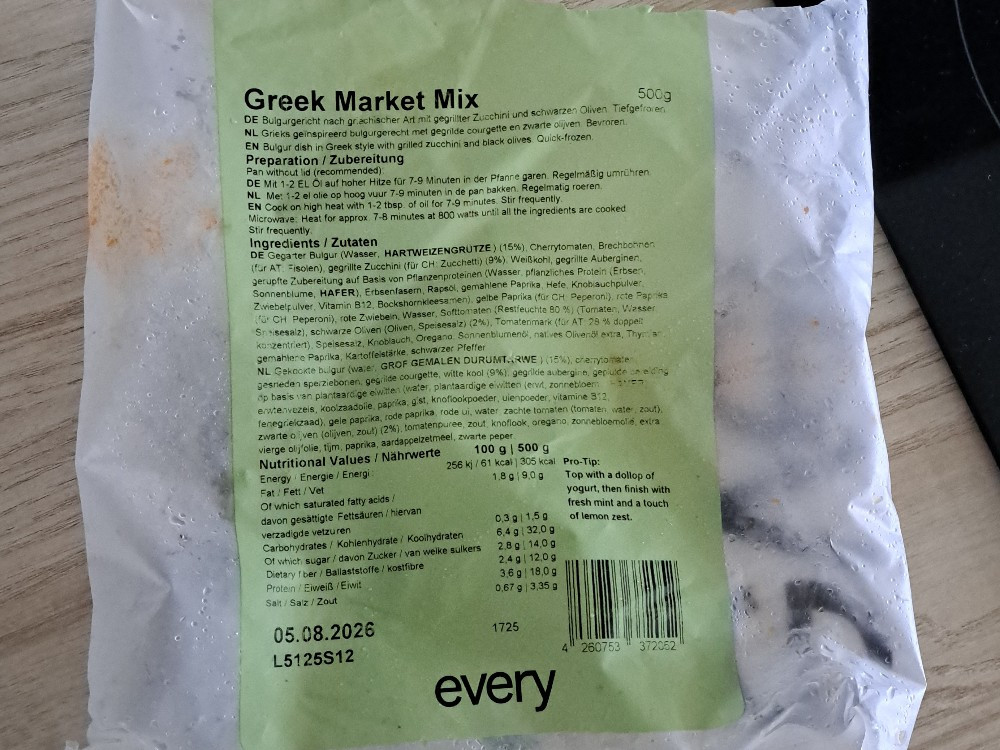 Greek Market Mix
500g
DE Bulgurgericht nach griechischer Art mit gegrillter Zucchini und schwarzen Oliven. Tiefgefroren.
NL Grieks geïnspireerd bulgurgerecht met gegrilde courgette en zwarte olijven. Bevroren.
EN Bulgur dish in Greek style with grilled zucchini and black olives. Quick-frozen.
Preparation / Zubereitung
Pan without lid (recommended):
DE Mit 1-2 EL Öl auf hoher Hitze für 7-9 Minuten in der Pfanne garen. Regelmäßig umrühren.
NL Met 1-2 el olie op hoog vuur 7-9 minuten in de pan bakken. Regelmatig roeren.
EN Cook on high heat with 1-2 tbsp. of oil for 7-9 minutes. Stir frequently.
Microwave: Heat for approx. 7-8 minutes at 800 watts until all the ingredients are cooked.
Stir frequently.
Ingredients / Zutaten
DE Gegarter Bulgur (Wasser, HARTWEIZENGRÜTZE ) (15%), Cherrytomaten, Brechbohnen
(für AT: Fisolen), gegrillte Zucchini (für CH: Zucchetti) (9%), Weißkohl, gegrillte Auberginen,
gerupfte Zubereitung auf Basis von Pflanzenproteinen (Wasser, pflanzliches Protein (Erbsen,
Sonnenblume, HAFER), Erbsenfasern, Rapsöl, gemahlene Paprika, Hefe, Knoblauchpulver,
Zwiebelpulver, Vitamin B12, Bockshornkleesamen), gelbe Paprika (für CH: Peperoni), rote Paprika
(für CH: Peperoni), rote Zwiebeln, Wasser, Softtomaten (Restfeuchte 80 %) (Tomaten, Wasser
Speisesalz), schwarze Oliven (Oliven, Speisesalz) (2%), Tomatenmark (für AT: 28 % duppelt
konzentriert), Speisesalz, Knoblauch, Oregano, Sonnenblumenöl, natives Olivenöl extra, Thymian,
gemahlene Paprika, Kartoffelstärke, schwarzer Pfeffer
NL Gekookte bulgur (water, GROF GEMALEN DURUMTARWE ) (15%), cherrytomaten
gesneden sperziebonen, gegrilde courgette, witte kool (9%), gegrilde aubergine, geplukte bereiding
op basis van plantaardige eiwitten (water, plantaardige eiwitten (erwt, zonnebloem
erwtenvezels, koolzaadolie, paprika, gist, knoflookpoeder, uienpoeder, vitamine B12,
fenegriekzaad), gele paprika, rode paprika, rode ui, water, zachte tomaten (tomaten, water, zout),
zwarte olijven (olijven, zout) (2%), tomatenpuree, zout, knoflook, oregano, zonnebloemolie, extra
vierge olijfolie, tijm, paprika, aardappelzetmeel, zwarte peper
Nutritional Values / Nährwerte 100 g | 500 g
Energy / Energie / Energi: 256 kj / 61 kcal | 305 kcal
Fat / Fett / Vet 1,8 g | 9,0 g
Of which saturated fatty acids /
davon gesättigte Fettsäuren / hiervan
verzadigde vetzuren 0,3 g | 1,5 g
Carbohydrates / Kohlenhydrate / Koolhydraten 6,4 g | 32,0 g
Of which sugar / davon Zucker / van welke suikers 2,8 g | 14,0 g
Dietary fiber / Ballaststoffe / kostfibre 2,4 g | 12,0 g
Protein / Eiweiß / Eiwit 3,6 g | 18,0 g
Salt / Salz / Zout 0,67 g | 3,35 g
Pro-Tip:
Top with a dollop of
yogurt, then finish with
fresh mint and a touch
of lemon zest.
05.08.2026
1725
L5125S12
4 260753 372052
every